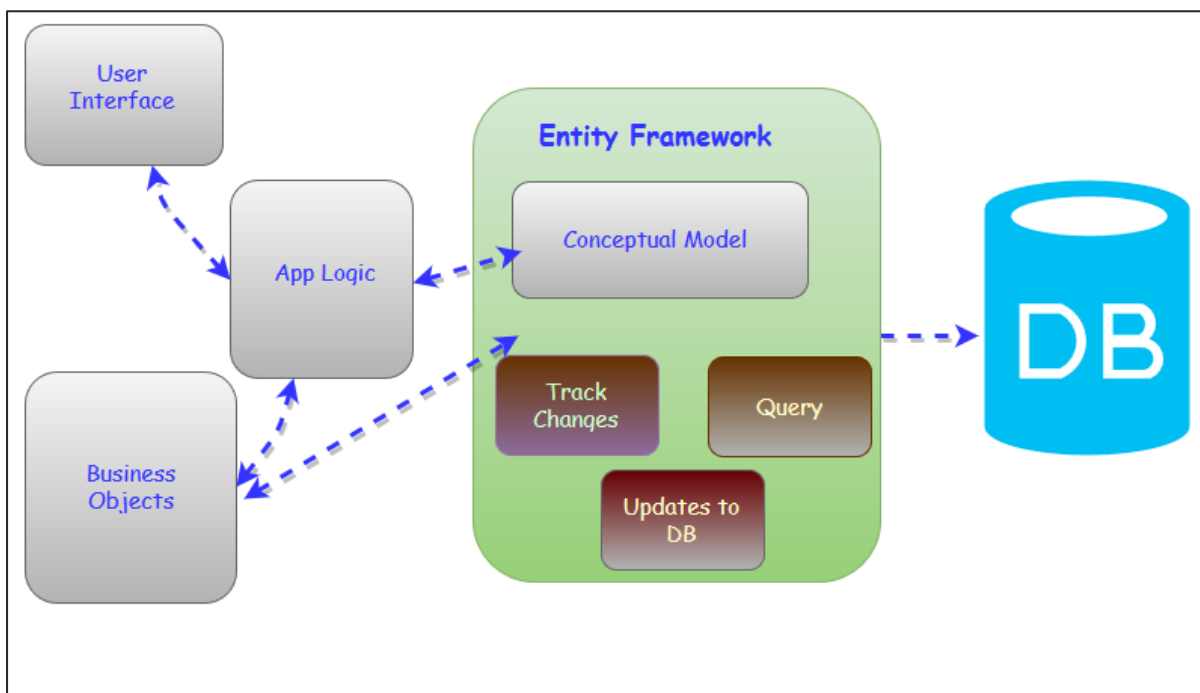 User
Interface
Entity Framework
App Logic
Conceptual Model
Business
Objects
Track
Changes
Query
Updates to
DB
DB